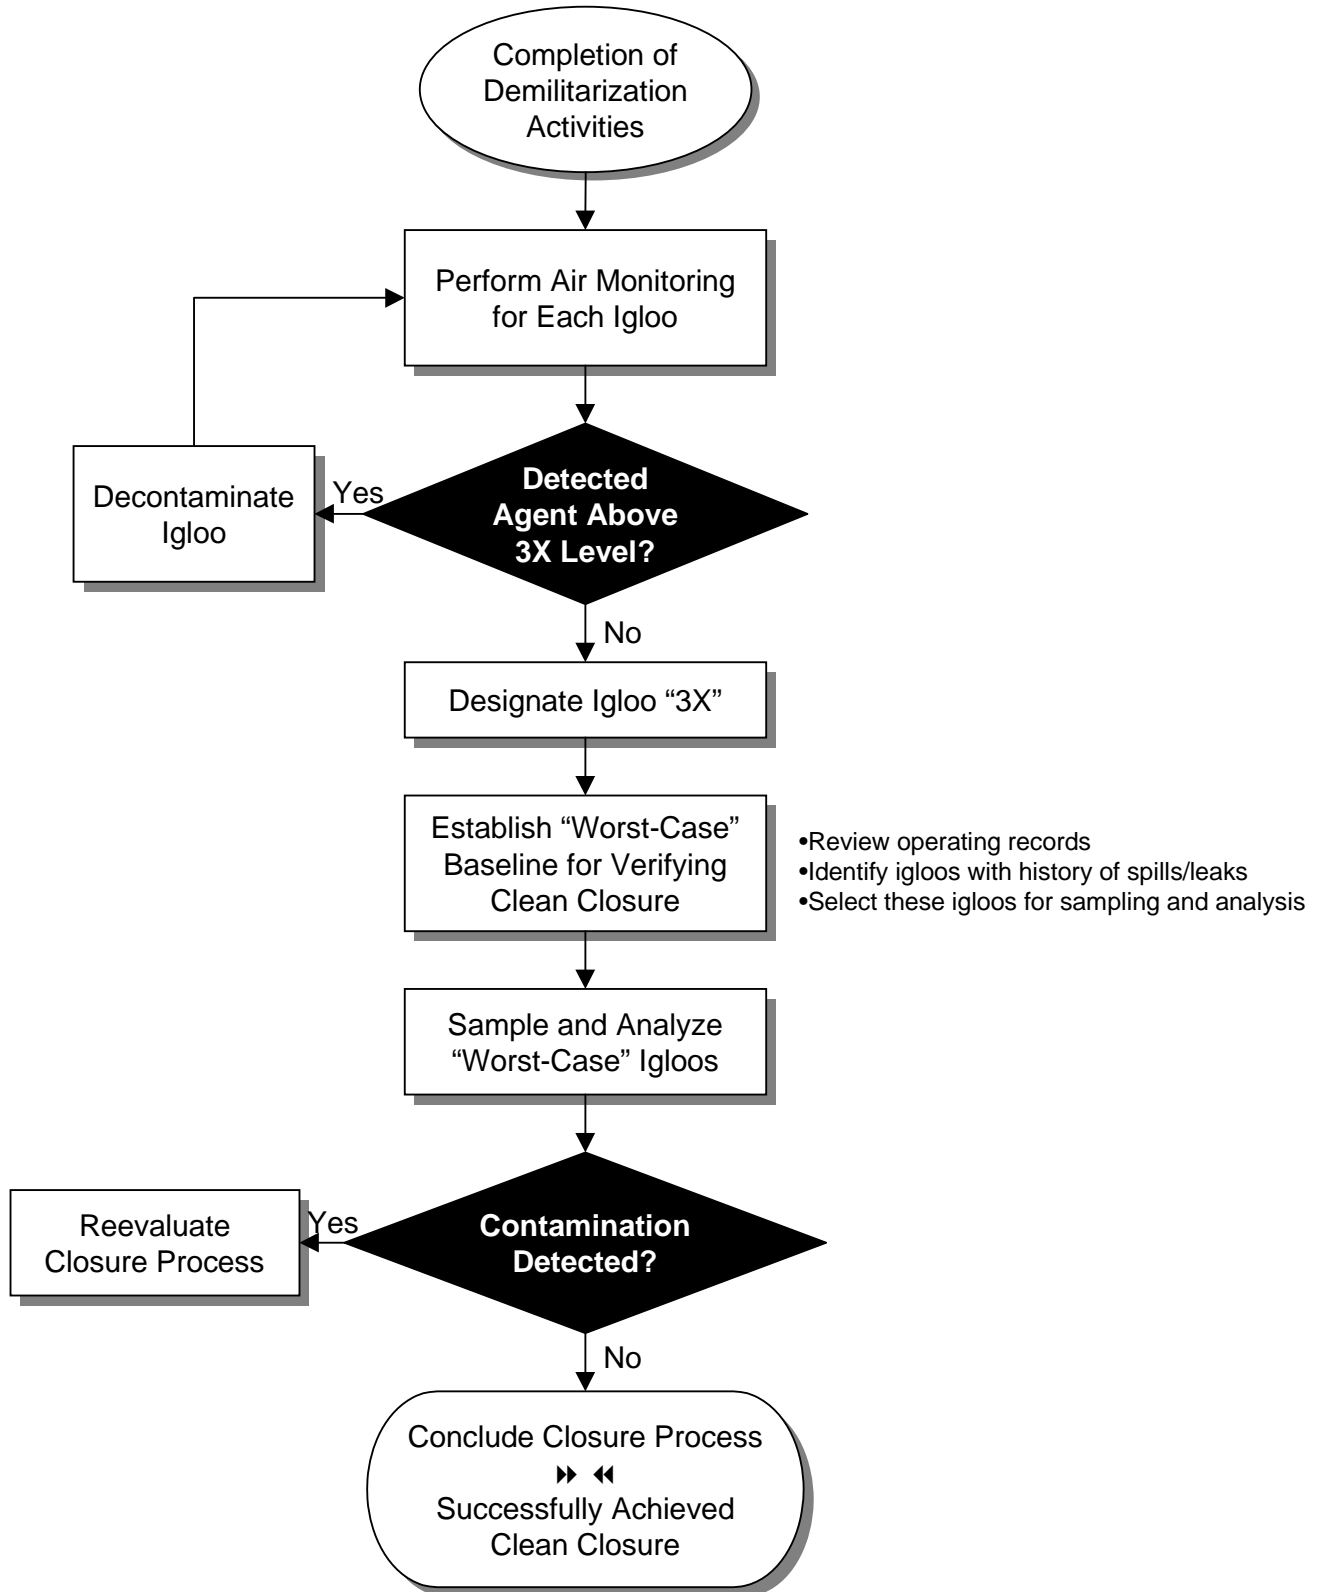 Completion of
Demilitarization
Activities
Perform Air Monitoring
for Each Igloo
Detected
Agent Above
3X Level?
Yes
Decontaminate
Igloo
No
Designate Igloo “3X”
Establish “Worst-Case”
Baseline for Verifying
Clean Closure
•Review operating records
•Identify igloos with history of spills/leaks
•Select these igloos for sampling and analysis
Sample and Analyze
“Worst-Case” Igloos
Contamination
Detected?
Yes
Reevaluate
Closure Process
No
Conclude Closure Process
Successfully Achieved
Clean Closure